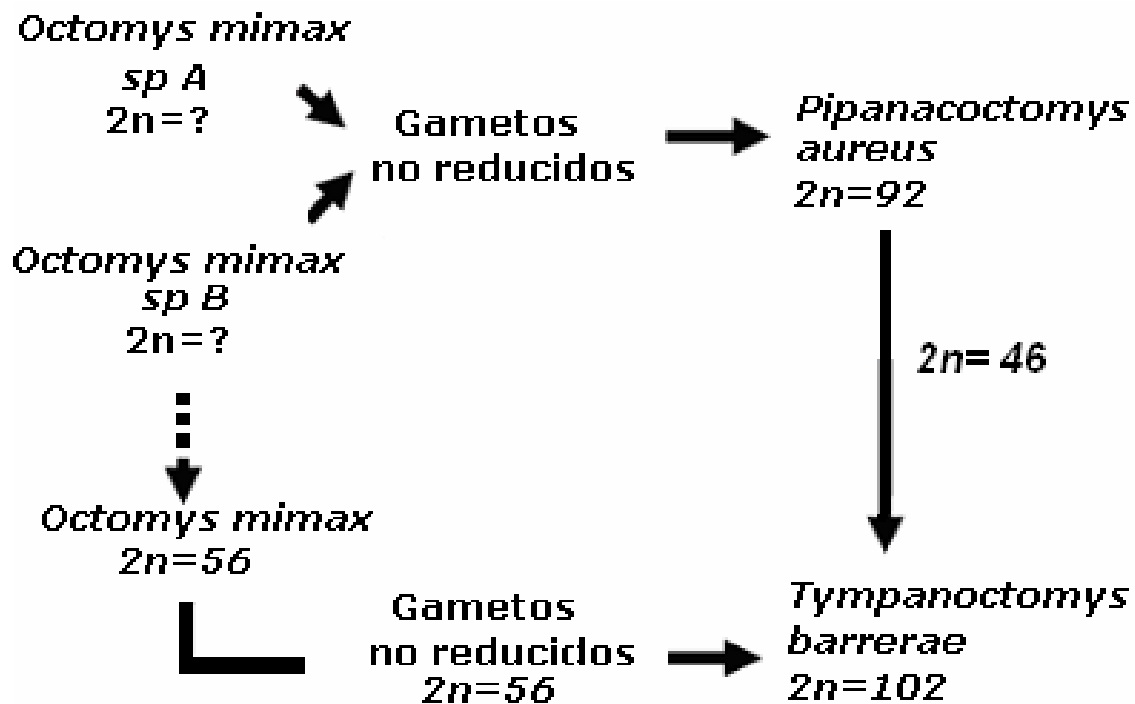 Octomys mimax
sp A
2n=?
Gametos
no reducidos
Pipanacoctomys
aureus
2n=92
Octomys mimax
sp B
2n=?
2n= 46
Octomys mimax
2n=56
Gametos
no reducidos
2n=56
Tympanoctomys
barrerae
2n=102